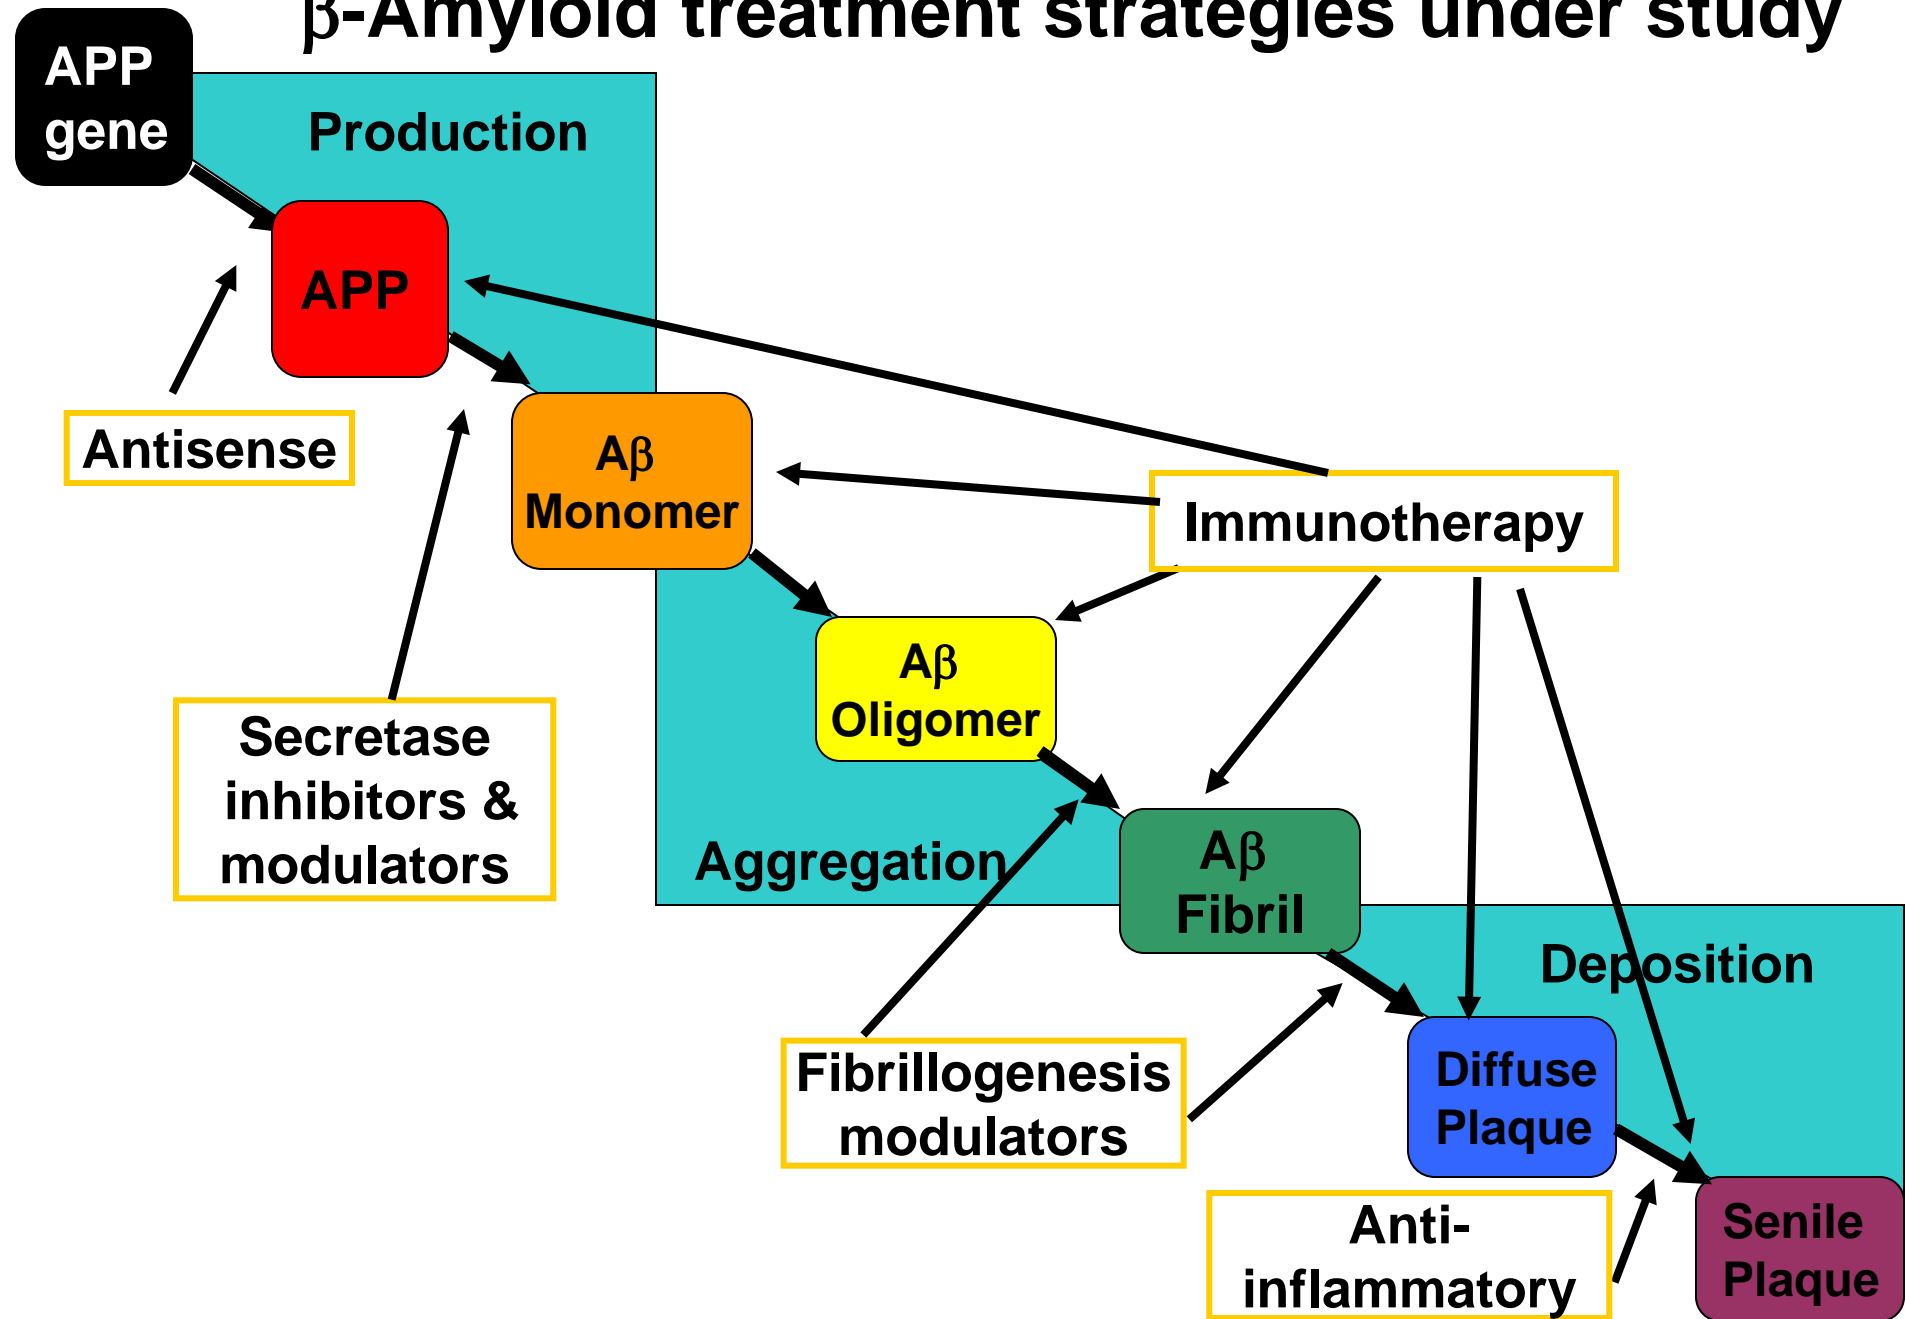 β-Amyloid treatment strategies under study
APP
gene
Production
APP
Antisense
Aβ
Monomer
Immunotherapy
Aβ
Oligomer
Secretase
inhibitors &
modulators
Aggregation
Aβ
Fibril
Deposition
Fibrillogenesis
modulators
Diffuse
Plaque
Anti-
inflammatory
Senile
Plaque